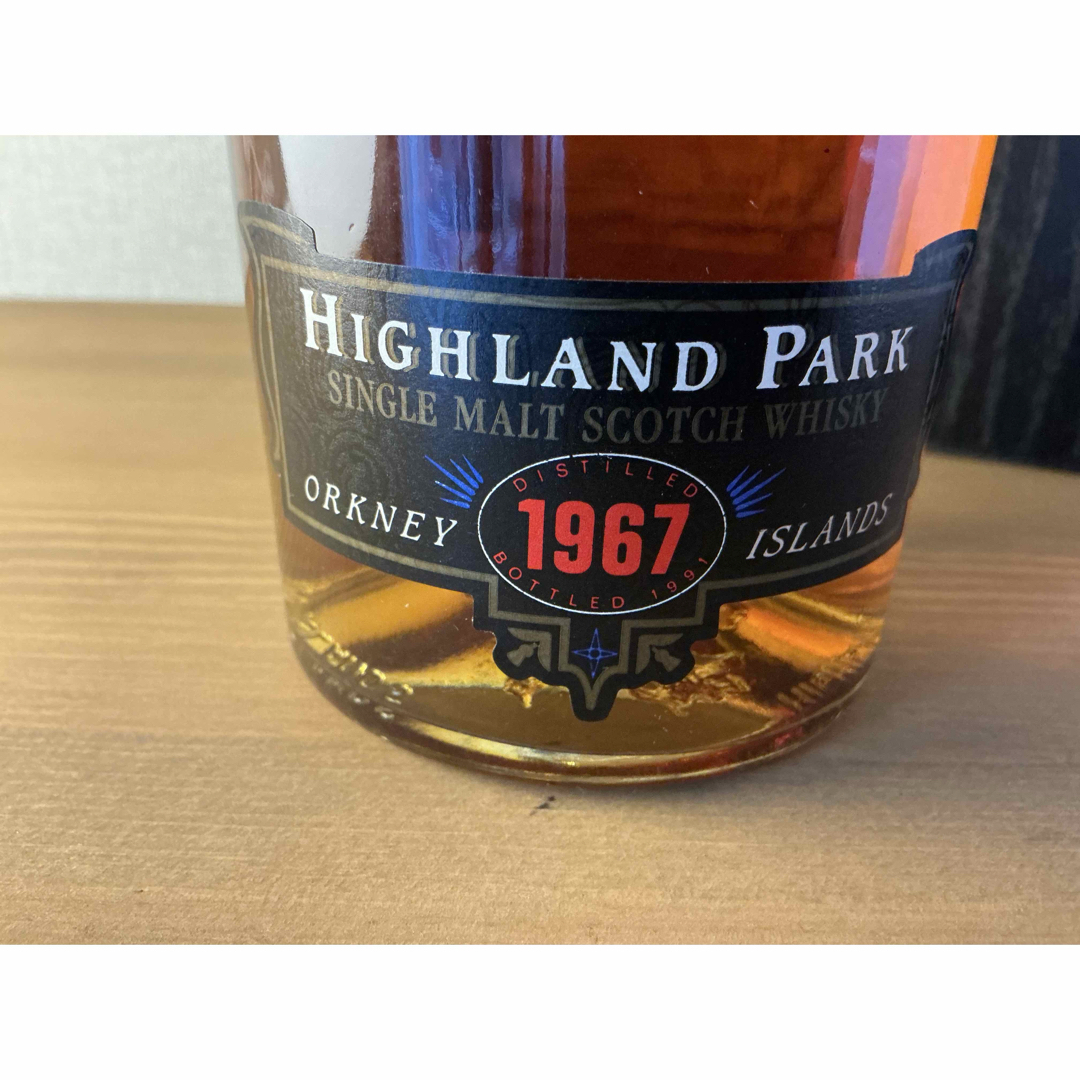 HIGHLAND PARK
SINGLE MALT SCOTCH WHISKY
ORKNEY ISLANDS
DISTILLED
1967
BOTTLED 1991